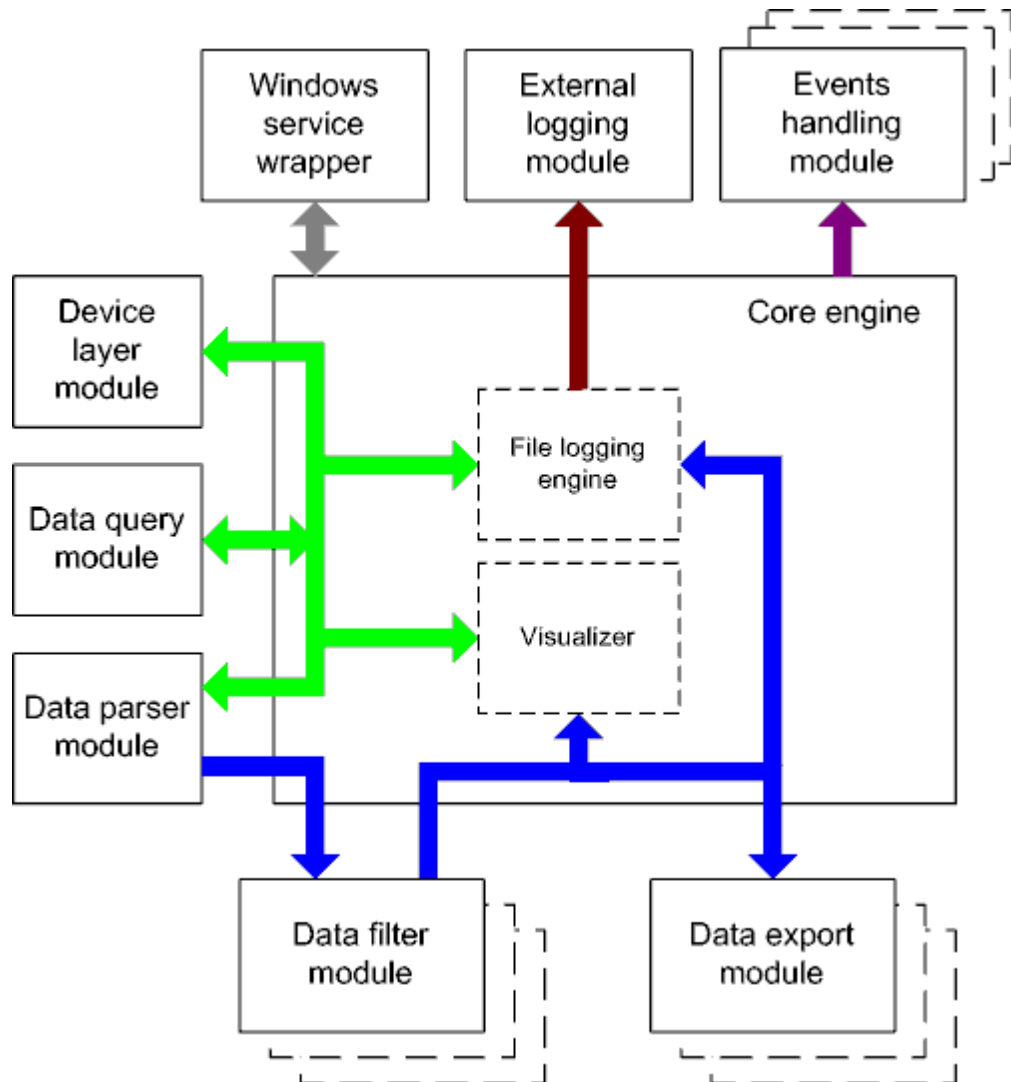 Windows
service
wrapper
External
logging
module
Events
handling
module
Device
layer
module
Core engine
File logging
engine
Data query
module
Visualizer
Data parser
module
Data filter
module
Data export
module